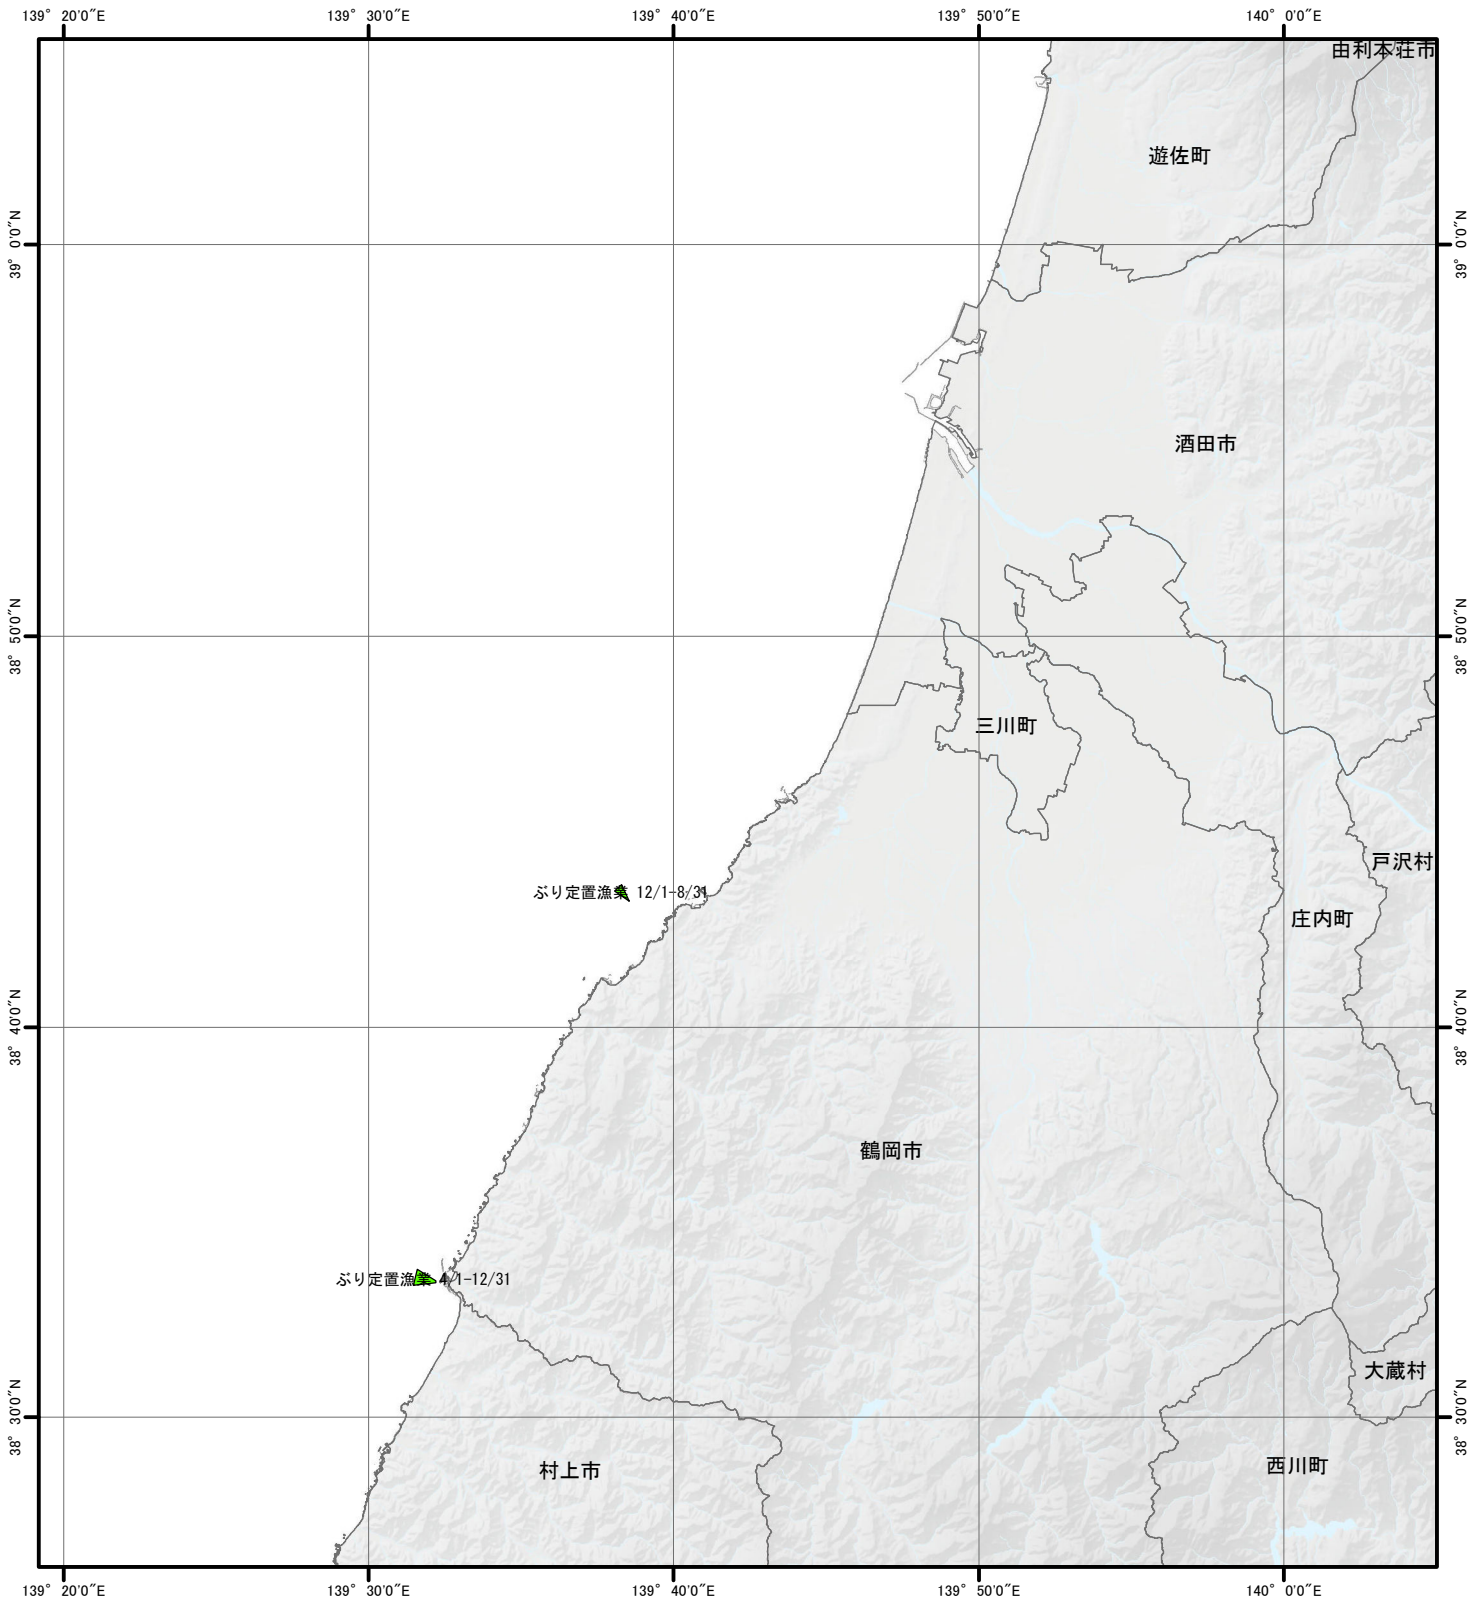 139° 20'0"E
139° 30'0"E
139° 40'0"E
139° 50'0"E
140° 0'0"E
由利本荘市
遊佐町
39° 0'0"N
39° 0'0"N
酒田市
38° 50'0"N
38° 50'0"N
三川町
戸沢村
ぶり定置漁業 12/1-8/31
庄内町
38° 40'0"N
38° 40'0"N
鶴岡市
ぶり定置漁業 4/1-12/31
大蔵村
38° 30'0"N
38° 30'0"N
村上市
西川町
139° 20'0"E
139° 30'0"E
139° 40'0"E
139° 50'0"E
140° 0'0"E